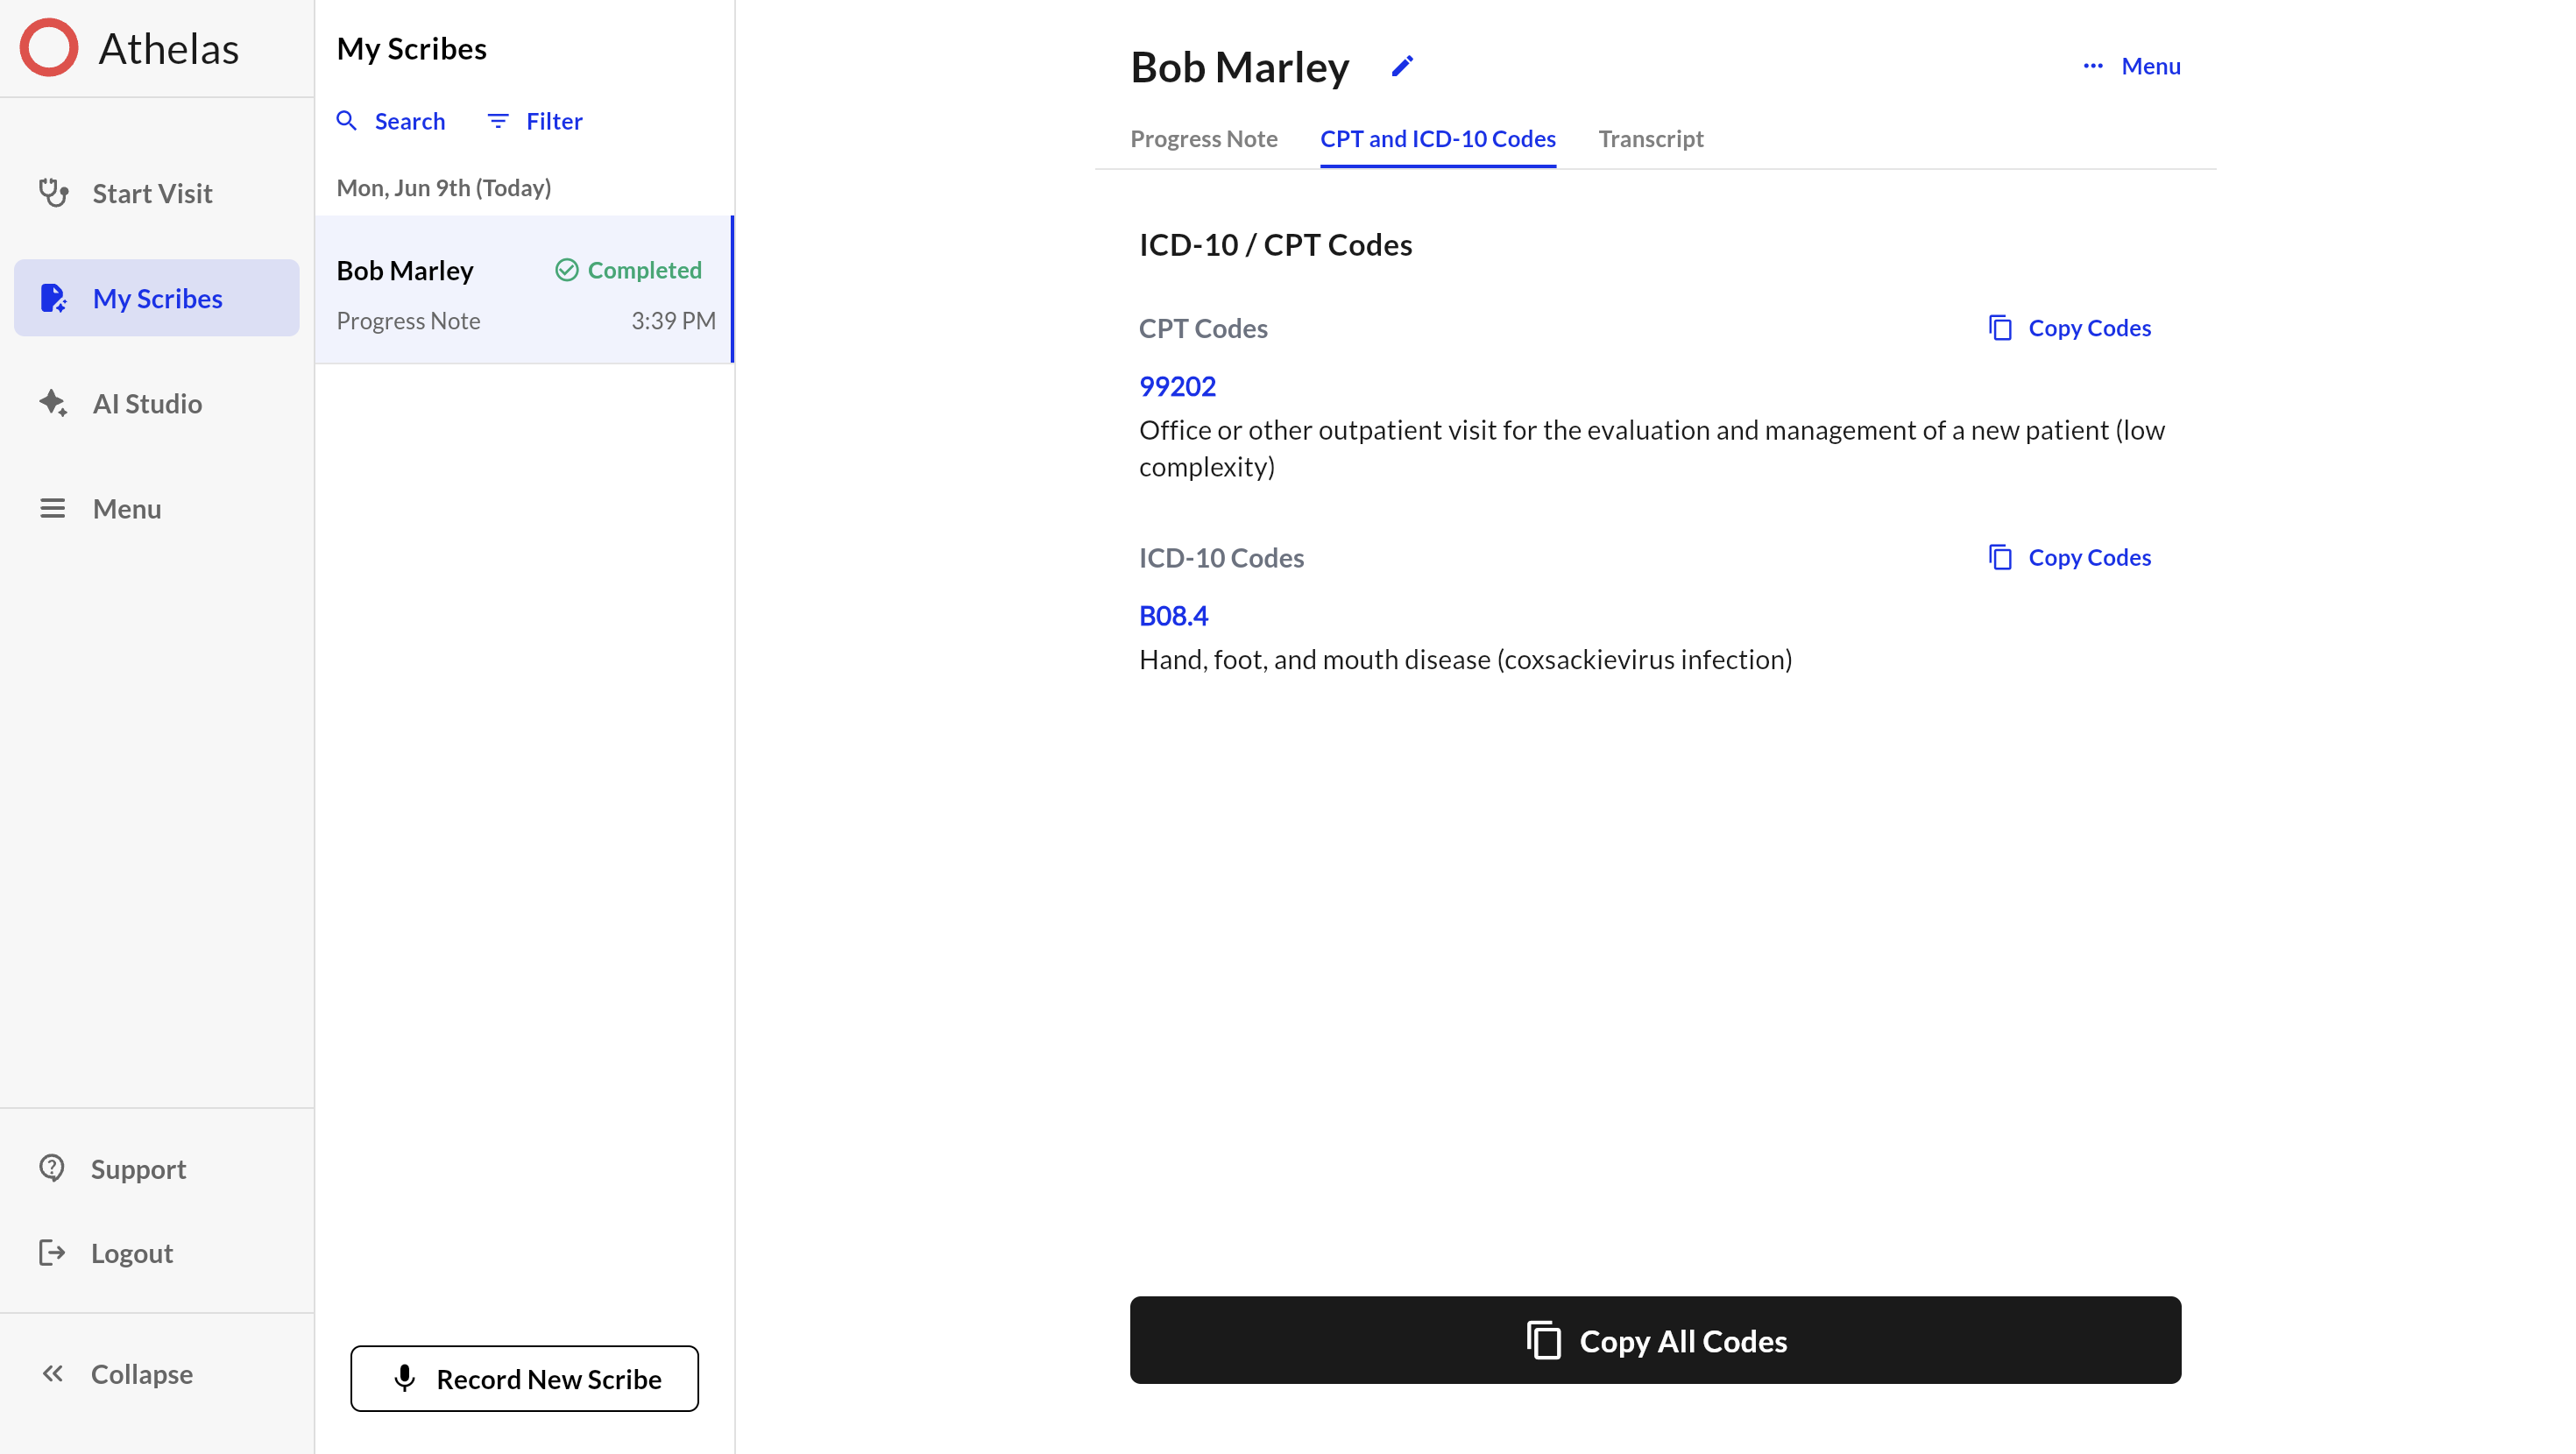 Athelas
Start Visit
My Scribes
AI Studio
Menu
Support
Logout
Collapse
My Scribes
Search
Filter
Mon, Jun 9th (Today)
Bob Marley
Completed
Progress Note
3:39 PM
Record New Scribe
Bob Marley
Menu
Progress Note
CPT and ICD-10 Codes
Transcript
ICD-10 / CPT Codes
CPT Codes
Copy Codes
99202
Office or other outpatient visit for the evaluation and management of a new patient (low
complexity)
ICD-10 Codes
Copy Codes
B08.4
Hand, foot, and mouth disease (coxsackievirus infection)
Copy All Codes